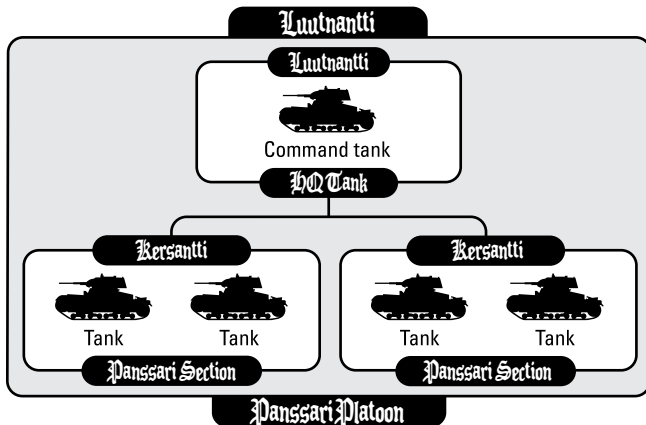 Luutnantti
Luutnantti
Command tank
HQ Tank
Kersantti
Kersantti
Tank
Tank
Tank
Tank
Panssari Section
Panssari Section
Panssari Platoon